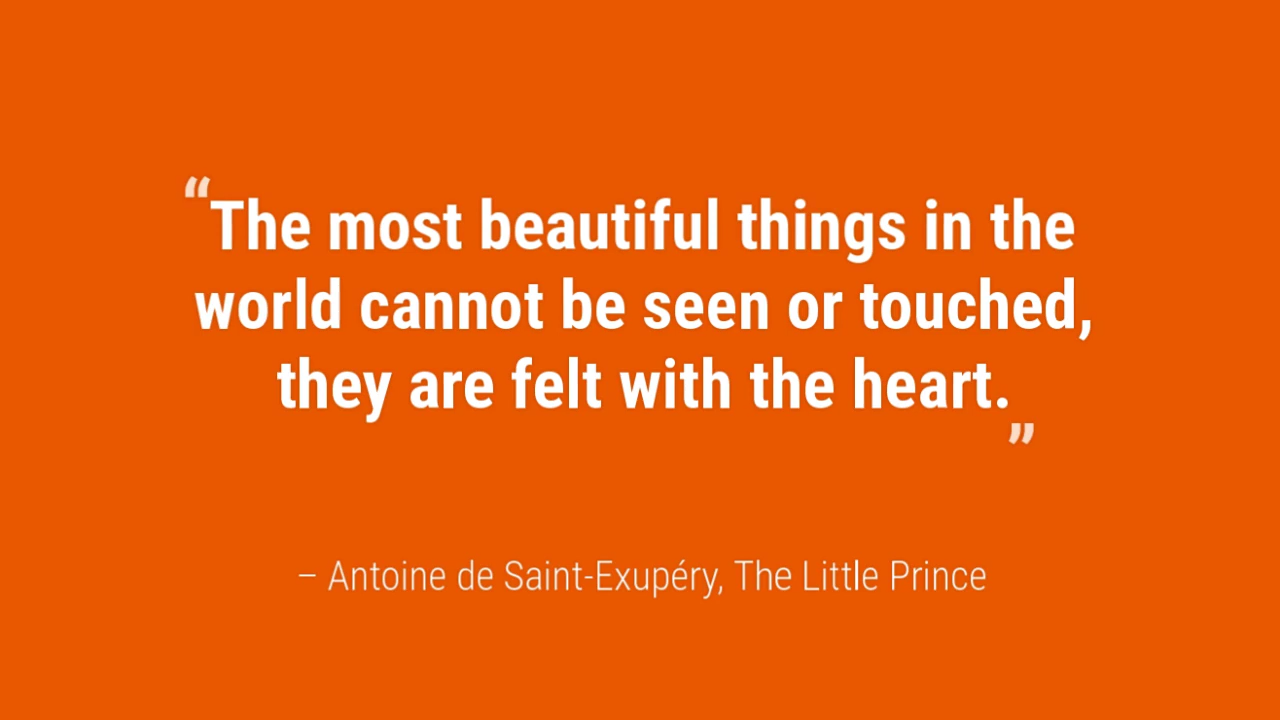 “The most beautiful things in the
world cannot be seen or touched,
they are felt with the heart.”
– Antoine de Saint-Exupéry, The Little Prince